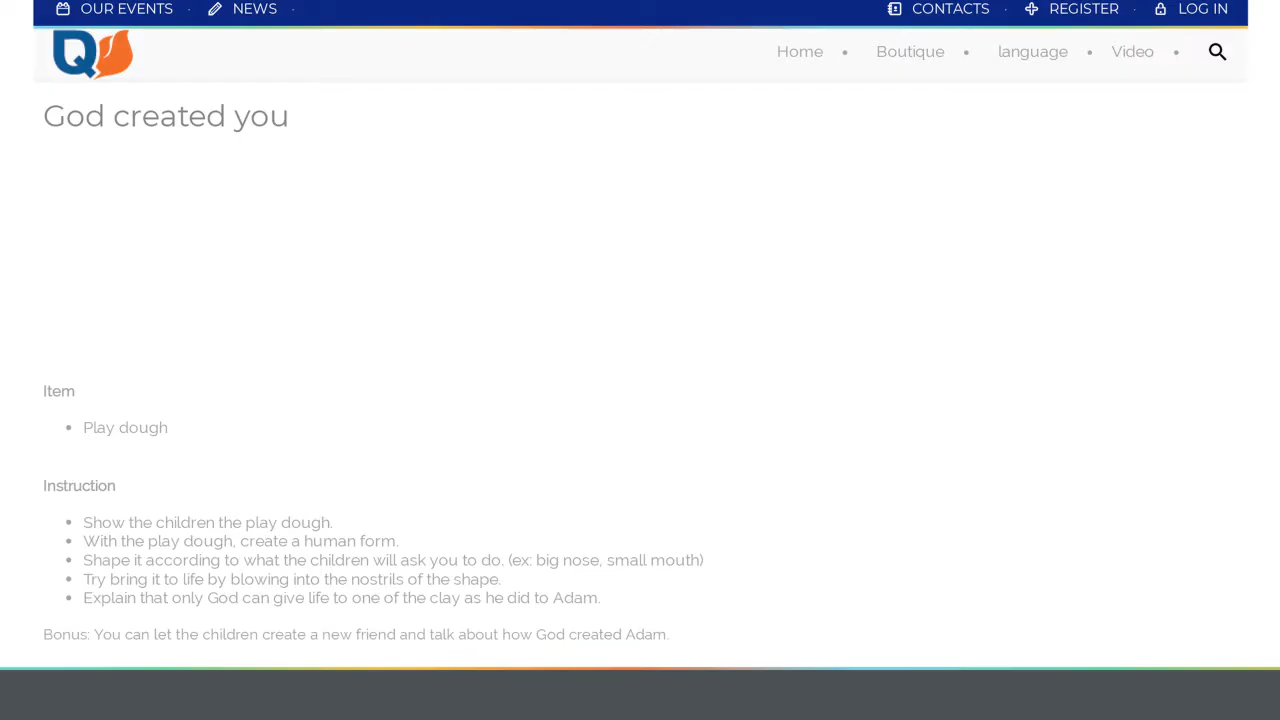 OUR EVENTS · NEWS ·
CONTACTS · REGISTER · LOG IN
DQ
Home • Boutique • language • Video •
God created you
Item
• Play dough
Instruction
• Show the children the play dough.
• With the play dough, create a human form.
• Shape it according to what the children will ask you to do. (ex: big nose, small mouth)
• Try bring it to life by blowing into the nostrils of the shape.
• Explain that only God can give life to one of the clay as he did to Adam.
Bonus: You can let the children create a new friend and talk about how God created Adam.